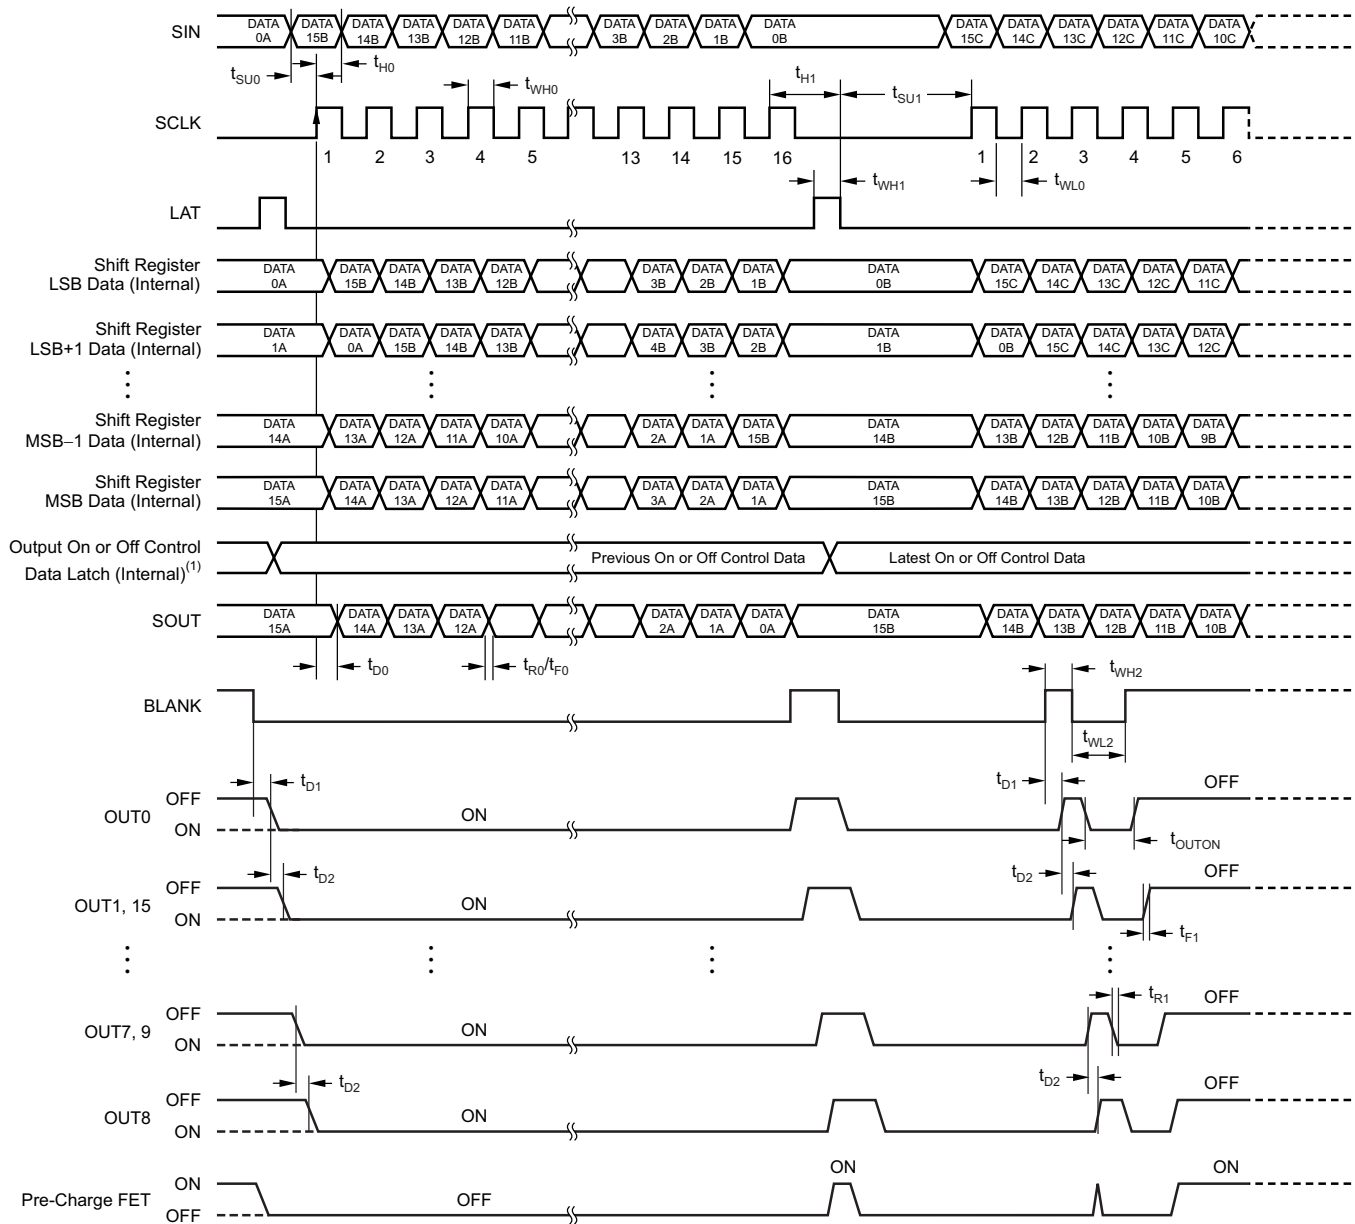 SIN
DATA 0A DATA 15B DATA 14B DATA 13B DATA 12B DATA 11B DATA 3B DATA 2B DATA 1B DATA 0B DATA 15C DATA 14C DATA 13C DATA 12C DATA 11C DATA 10C
tSU0 tH0 tWH0 tH1 tSU1
SCLK
1 2 3 4 5 13 14 15 16 1 2 3 4 5 6
tWH1 tWL0
LAT
Shift Register
LSB Data (Internal)
DATA 0A DATA 15B DATA 14B DATA 13B DATA 12B DATA 3B DATA 2B DATA 1B DATA 0B DATA 15C DATA 14C DATA 13C DATA 12C DATA 11C
Shift Register
LSB+1 Data (Internal)
DATA 1A DATA 0A DATA 15B DATA 14B DATA 13B DATA 4B DATA 3B DATA 2B DATA 1B DATA 0B DATA 15C DATA 14C DATA 13C DATA 12C
Shift Register
MSB−1 Data (Internal)
DATA 14A DATA 13A DATA 12A DATA 11A DATA 10A DATA 2A DATA 1A DATA 15B DATA 14B DATA 13B DATA 12B DATA 11B DATA 10B DATA 9B
Shift Register
MSB Data (Internal)
DATA 15A DATA 14A DATA 13A DATA 12A DATA 11A DATA 3A DATA 2A DATA 1A DATA 15B DATA 14B DATA 13B DATA 12B DATA 11B DATA 10B
Output On or Off Control
Data Latch (Internal)(1)
Previous On or Off Control Data Latest On or Off Control Data
SOUT
DATA 15A DATA 14A DATA 13A DATA 12A DATA 2A DATA 1A DATA 0A DATA 15B DATA 14B DATA 13B DATA 12B DATA 11B DATA 10B
tD0 tR0/tF0 tWH2
BLANK
tWL2
tD1 tD1 OFF
OUT0 OFF ON ON
tOUTON
tD2 tD2 OFF
OUT1, 15 OFF ON ON
tF1
tR1 OFF
OUT7, 9 OFF ON ON
tD2 tD2 OFF
OUT8 OFF ON ON
Pre-Charge FET ON OFF OFF ON ON